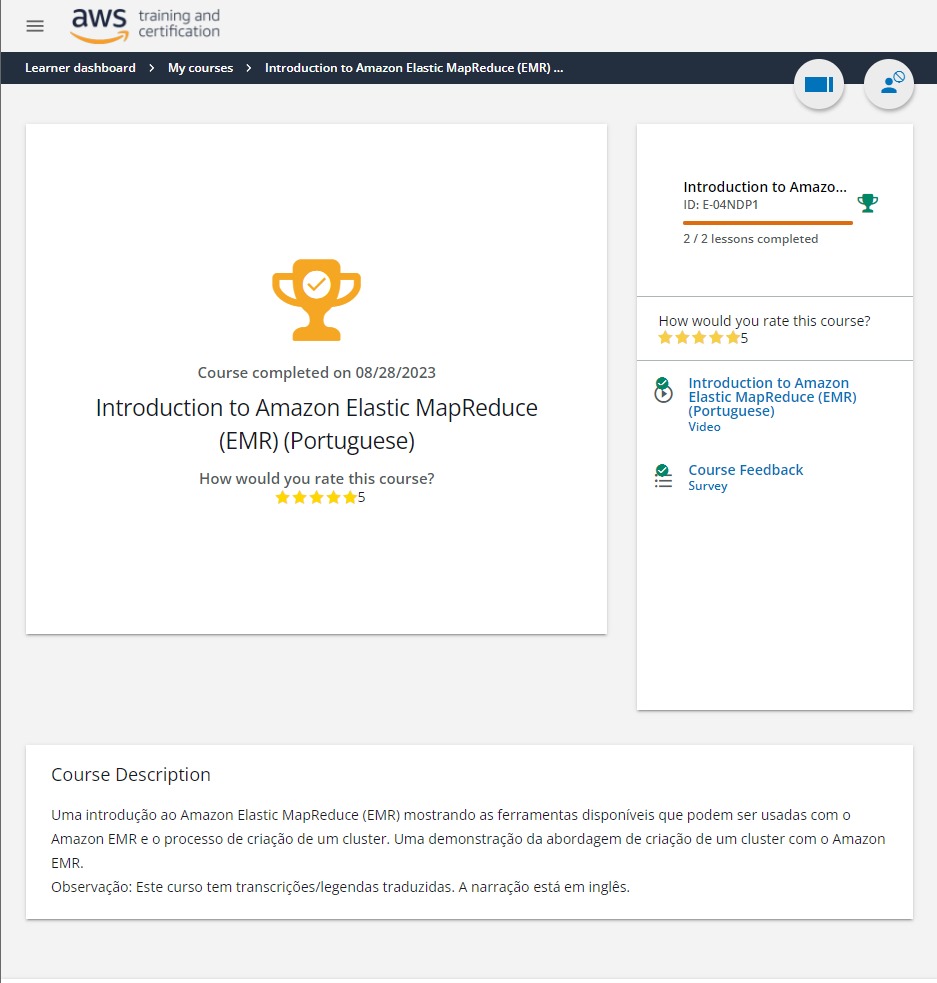 aws training and
certification
Learner dashboard > My courses > Introduction to Amazon Elastic MapReduce (EMR) ...
Course completed on 08/28/2023
Introduction to Amazon Elastic MapReduce
(EMR) (Portuguese)
How would you rate this course?
5
Introduction to Amazo...
ID: E-04NDP1
2 / 2 lessons completed
How would you rate this course?
5
Introduction to Amazon
Elastic MapReduce (EMR)
(Portuguese)
Video
Course Feedback
Survey
Course Description
Uma introdução ao Amazon Elastic MapReduce (EMR) mostrando as ferramentas disponíveis que podem ser usadas com o
Amazon EMR e o processo de criação de um cluster. Uma demonstração da abordagem de criação de um cluster com o Amazon
EMR.
Observação: Este curso tem transcrições/legendas traduzidas. A narração está em inglês.